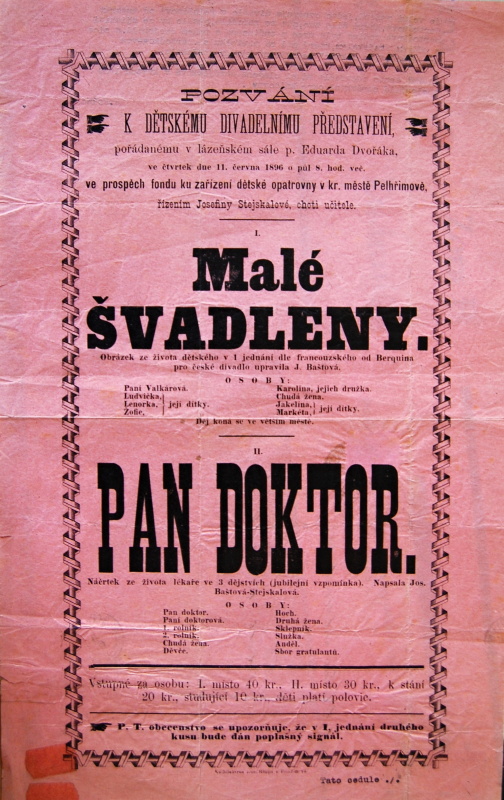 POZVÁNÍ
K DĚTSKÉMU DIVADELNÍMU PŘEDSTAVENÍ,
pořádanému v lázeňském sále p. Eduarda Dvořáka,
ve čtvrtek dne 11. června 1896 o půl 8. hod. več.
ve prospěch fondu ku zařízení dětské opatrovny v kr. městě Pelhřimově,
řízením Josefiny Stejskalové, choti učitele.
I.
Malé
ŠVADLENY.
Obrázek ze života dětského v 1 jednání dle francouzského od Berquina
pro české divadlo upravila J. Baštová.
OSOBY:
Paní Valkárová.
Ludvička,
Lenorka,
Žofie,
její dítky.
Karolina, jejich družka.
Chudá žena.
Jakelina,
Markéta,
její dítky.
Děj koná se ve větším městě.
II.
PAN DOKTOR.
Náčrtek ze života lékaře ve 3 dějstvích (jubilejní vzpomínka). Napsala Jos.
Baštová-Stejskalová.
OSOBY:
Pan doktor.
Paní doktorová.
1. rolník.
2. rolník.
Chudá žena.
Děvče.
Hoch.
Druhá žena.
Sklepník.
Služka.
Anděl.
Sbor gratulantů.
Vstupné za osobu: I. místo 40 kr., II. místo 30 kr., k stání
20 kr., studující 10 kr., děti platí polovic.
P. T. obecenstvo se upozorňuje, že v I. jednání druhého
kusu bude dán poplašný signál.
Tato cedule ./.